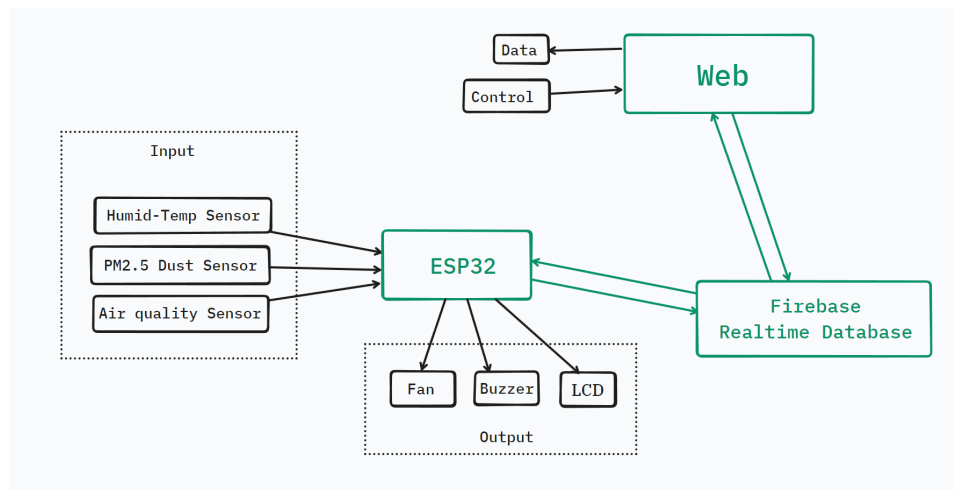 Data
Web
Control
Input
Humid-Temp Sensor
PM2.5 Dust Sensor
Air quality Sensor
ESP32
Firebase
Realtime Database
Fan
Buzzer
LCD
Output